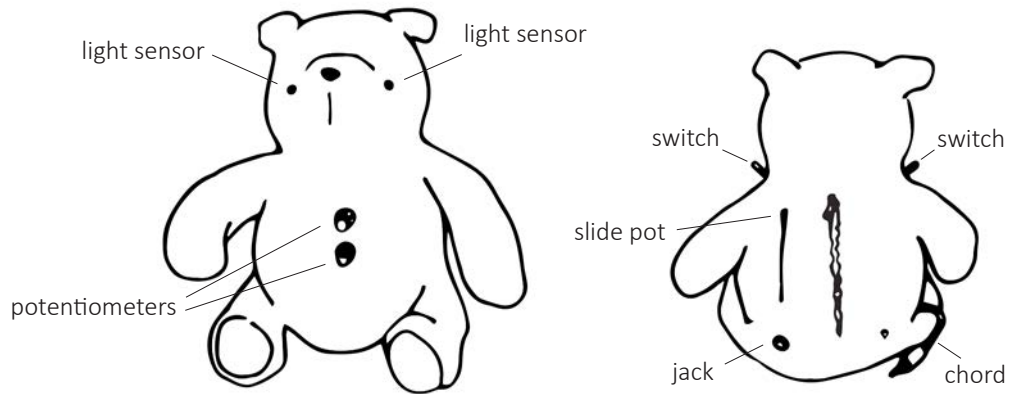 light sensor
light sensor
potentiometers
switch
switch
slide pot
jack
chord